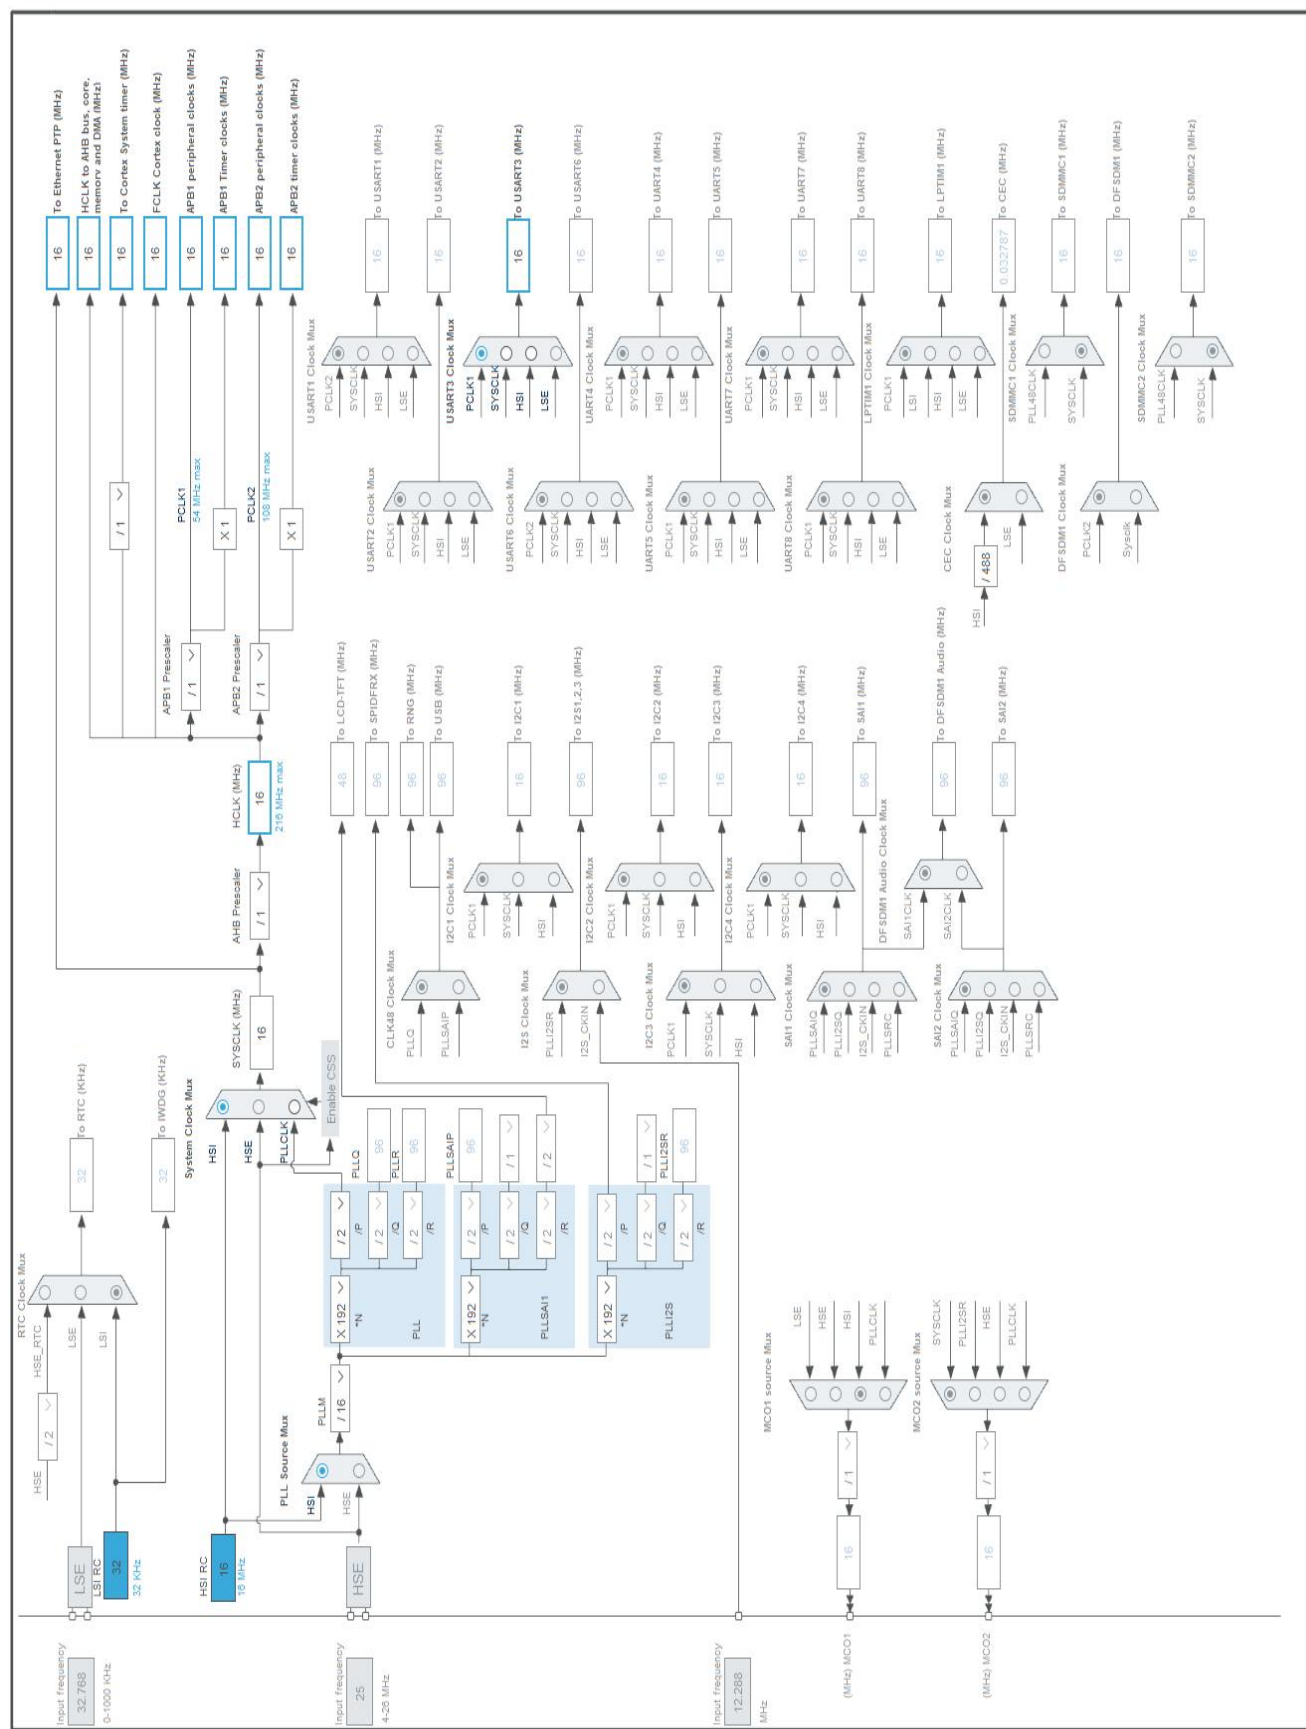 Input frequency
32.768
0-1000 KHz
LSE
LSI RC
32
32 KHz
HSE
/ 2
HSE_RTC
LSE
LSI
RTC Clock Mux
32
To RTC (KHz)
32
To IWDG (KHz)
HSI RC
16
16 MHz
Input frequency
25
4-26 MHz
HSE
PLL Source Mux
HSI
HSE
PLLM
/ 16
System Clock Mux
HSI
HSE
PLLCLK
Enable CSS
SYSCLK (MHz)
16
AHB Prescaler
/ 1
HCLK (MHz)
16
216 MHz max
APB1 Prescaler
/ 1
APB2 Prescaler
/ 1
/ 1
PCLK1
54 MHz max
X 1
PCLK2
108 MHz max
X 1
16
To Ethernet PTP (MHz)
16
HCLK to AHB bus, core,
memory and DMA (MHz)
16
To Cortex System timer (MHz)
16
FCLK Cortex clock (MHz)
16
APB1 peripheral clocks (MHz)
16
APB1 Timer clocks (MHz)
16
APB2 peripheral clocks (MHz)
16
APB2 timer clocks (MHz)
X 192
*N
PLL
/ 2
/P
/ 2
/Q
/ 2
/R
PLLQ
96
PLLR
96
X 192
*N
PLLSAI1
/ 2
/P
/ 2
/Q
/ 2
/R
PLLSAIP
96
/ 1
/ 2
X 192
*N
PLLI2S
/ 2
/P
/ 2
/Q
/ 2
/R
/ 1
PLLI2SR
96
48
To LCD-TFT (MHz)
96
To SPIDFRX (MHz)
96
To RNG (MHz)
96
To USB (MHz)
CLK48 Clock Mux
PLLQ
PLLSAIP
I2C1 Clock Mux
PCLK1
SYSCLK
HSI
16
To I2C1 (MHz)
I2S Clock Mux
PLLI2SR
I2S_CKIN
96
To I2S1,2,3 (MHz)
I2C2 Clock Mux
PCLK1
SYSCLK
HSI
16
To I2C2 (MHz)
I2C3 Clock Mux
PCLK1
SYSCLK
HSI
16
To I2C3 (MHz)
I2C4 Clock Mux
PCLK1
SYSCLK
HSI
16
To I2C4 (MHz)
SAI1 Clock Mux
PLLSAIQ
PLLI2SQ
I2S_CKIN
PLLSRC
96
To SAI1 (MHz)
DFSDM1 Audio Clock Mux
SAI1CLK
SAI2CLK
96
To DFSDM1 Audio (MHz)
SAI2 Clock Mux
PLLSAIQ
PLLI2SQ
I2S_CKIN
PLLSRC
96
To SAI2 (MHz)
USART1 Clock Mux
PCLK2
SYSCLK
HSI
LSE
16
To USART1 (MHz)
USART2 Clock Mux
PCLK1
SYSCLK
HSI
LSE
16
To USART2 (MHz)
USART3 Clock Mux
PCLK1
SYSCLK
HSI
LSE
16
To USART3 (MHz)
USART6 Clock Mux
PCLK2
SYSCLK
HSI
LSE
16
To USART6 (MHz)
UART4 Clock Mux
PCLK1
SYSCLK
HSI
LSE
16
To UART4 (MHz)
UART5 Clock Mux
PCLK1
SYSCLK
HSI
LSE
16
To UART5 (MHz)
UART7 Clock Mux
PCLK1
SYSCLK
HSI
LSE
16
To UART7 (MHz)
UART8 Clock Mux
PCLK1
SYSCLK
HSI
LSE
16
To UART8 (MHz)
LPTIM1 Clock Mux
PCLK1
LSI
HSI
LSE
16
To LPTIM1 (MHz)
CEC Clock Mux
HSI
/ 488
LSE
0.032787
To CEC (MHz)
SDMMC1 Clock Mux
PLL48CLK
SYSCLK
16
To SDMMC1 (MHz)
DFSDM1 Clock Mux
PCLK2
Sysclk
16
To DFSDM1 (MHz)
SDMMC2 Clock Mux
PLL48CLK
SYSCLK
16
To SDMMC2 (MHz)
Input frequency
12.288
MHz
MCO1 source Mux
LSE
HSE
HSI
PLLCLK
/ 1
16
(MHz) MCO1
MCO2 source Mux
SYSCLK
PLLI2SR
HSE
PLLCLK
/ 1
16
(MHz) MCO2